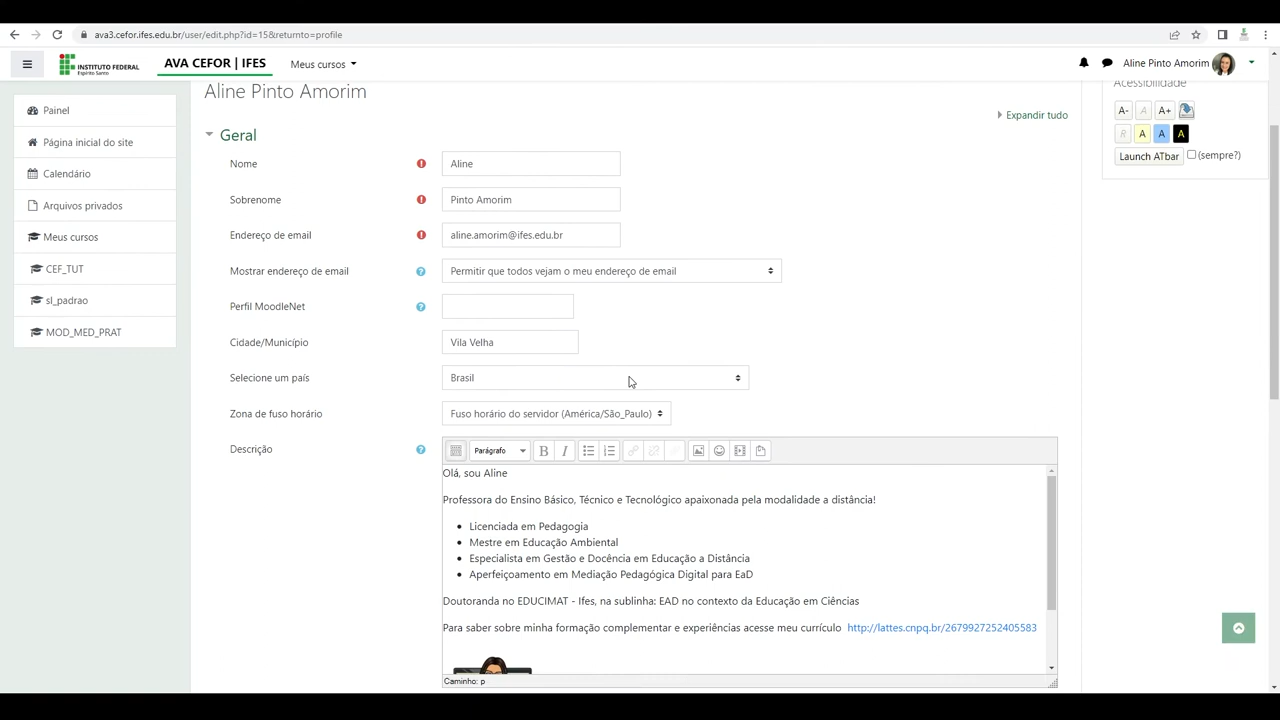 ava3.cefor.ifes.edu.br/user/edit.php?id=15&returnto=profile
INSTITUTO FEDERAL
Espírito Santo
AVA CEFOR | IFES
Meus cursos
Aline Pinto Amorim
Painel
Página inicial do site
Calendário
Arquivos privados
Meus cursos
CEF_TUT
sl_padrao
MOD_MED_PRAT
Aline Pinto Amorim
Expandir tudo
Geral
Nome
Aline
Sobrenome
Pinto Amorim
Endereço de email
aline.amorim@ifes.edu.br
Mostrar endereço de email
Permitir que todos vejam o meu endereço de email
Perfil MoodleNet
Cidade/Município
Vila Velha
Selecione um país
Brasil
Zona de fuso horário
Fuso horário do servidor (América/São_Paulo)
Descrição
Parágrafo
B I
Olá, sou Aline
Professora do Ensino Básico, Técnico e Tecnológico apaixonada pela modalidade a distância!
Licenciada em Pedagogia
Mestre em Educação Ambiental
Especialista em Gestão e Docência em Educação a Distância
Aperfeiçoamento em Mediação Pedagógica Digital para EaD
Doutoranda no EDUCIMAT - Ifes, na sublinha: EAD no contexto da Educação em Ciências
Para saber sobre minha formação complementar e experiências acesse meu currículo http://lattes.cnpq.br/2679927252405583
Caminho: p
Acessibilidade
A- A A+
R A A A
Launch ATbar (sempre?)